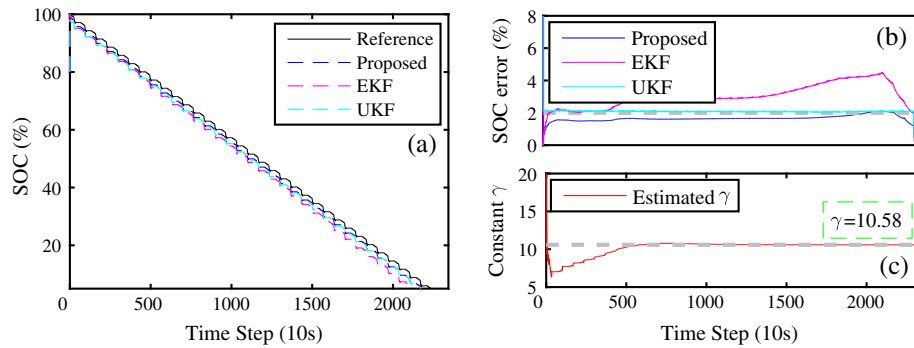 100
80
60
40
20
SOC (%)
0
500
1000
1500
2000
Time Step (10s)
Reference
Proposed
EKF
UKF
(a)
8
6
4
2
0
SOC error (%)
Proposed
EKF
UKF
(b)
20
15
10
5
Constant γ
Estimated γ
γ=10.58
(c)
0
500
1000
1500
2000
Time Step (10s)